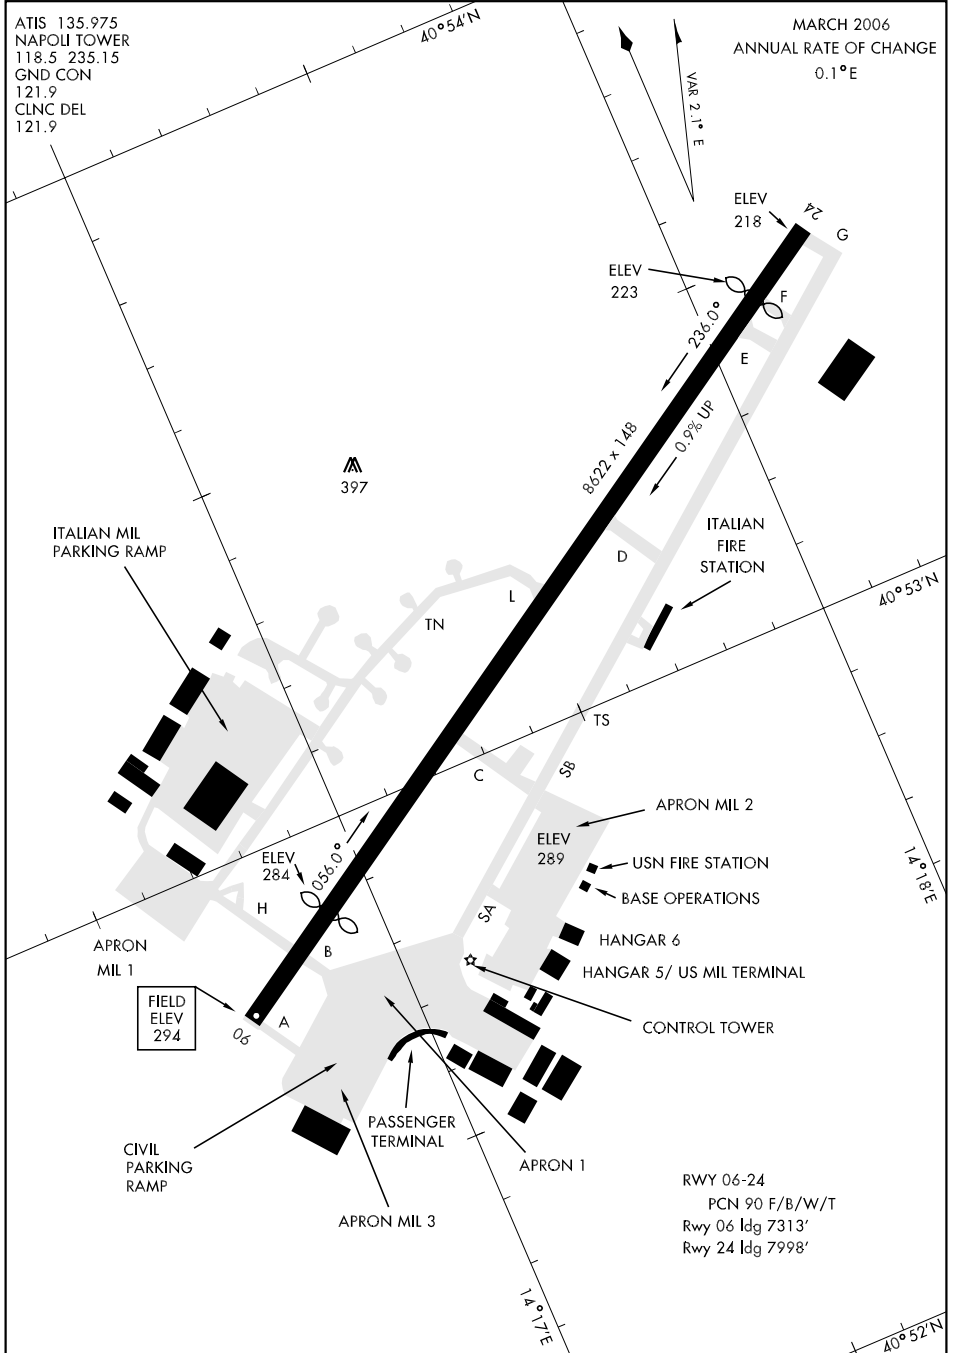 ATIS 135.975
NAPOLI TOWER
118.5 235.15
GND CON
121.9
CLNC DEL
121.9
40°54'N
MARCH 2006
ANNUAL RATE OF CHANGE
0.1°E
VAR 2.1° E
ELEV
218
24
G
ELEV
223
F
236.0°
E
0.9% UP
8622 x 148
397
ITALIAN MIL
PARKING RAMP
ITALIAN
FIRE
STATION
D
40°53'N
L
TN
TS
C
SB
APRON MIL 2
ELEV
289
USN FIRE STATION
14°18'E
BASE OPERATIONS
ELEV
284
056.0°
H
SA
HANGAR 6
B
APRON
MIL 1
HANGAR 5/ US MIL TERMINAL
FIELD
ELEV
294
A
06
CONTROL TOWER
PASSENGER
TERMINAL
CIVIL
PARKING
RAMP
APRON 1
APRON MIL 3
RWY 06-24
PCN 90 F/B/W/T
Rwy 06 ldg 7313'
Rwy 24 ldg 7998'
14°17'E
40°52'N